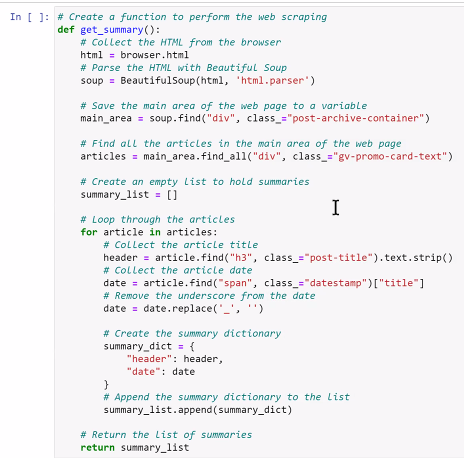 In [ ]: # Create a function to perform the web scraping
def get_summary():
    # Collect the HTML from the browser
    html = browser.html
    # Parse the HTML with Beautiful Soup
    soup = BeautifulSoup(html, 'html.parser')

    # Save the main area of the web page to a variable
    main_area = soup.find("div", class_="post-archive-container")

    # Find all the articles in the main area of the web page
    articles = main_area.find_all("div", class_="gv-promo-card-text")

    # Create an empty list to hold summaries
    summary_list = []

    # Loop through the articles
    for article in articles:
        # Collect the article title
        header = article.find("h3", class_="post-title").text.strip()
        # Collect the article date
        date = article.find("span", class_="datestamp")["title"]
        # Remove the underscore from the date
        date = date.replace('_', '')

        # Create the summary dictionary
        summary_dict = {
            "header": header,
            "date": date
        }
        # Append the summary dictionary to the list
        summary_list.append(summary_dict)

    # Return the list of summaries
    return summary_list